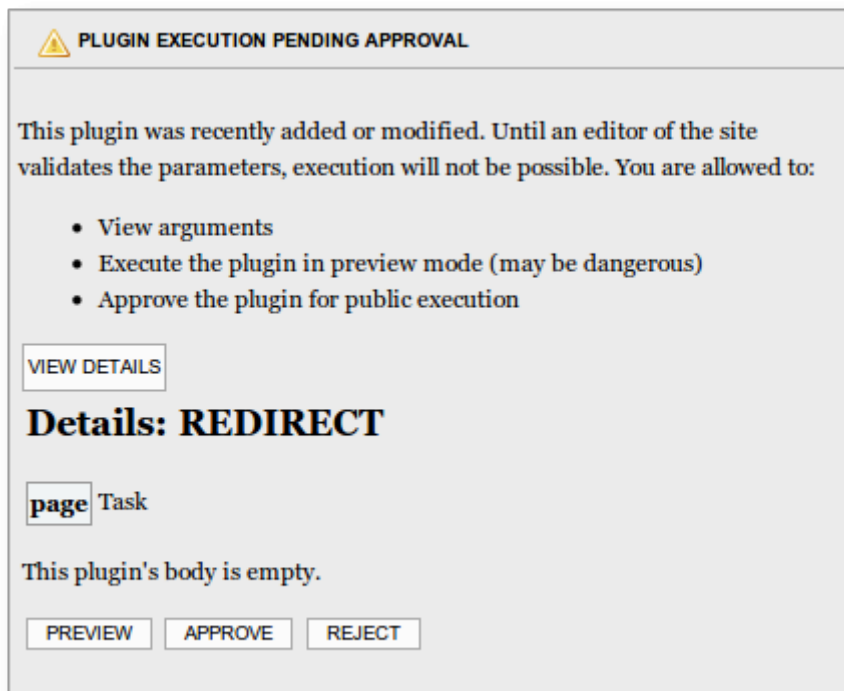 PLUGIN EXECUTION PENDING APPROVAL
This plugin was recently added or modified. Until an editor of the site
validates the parameters, execution will not be possible. You are allowed to:
• View arguments
• Execute the plugin in preview mode (may be dangerous)
• Approve the plugin for public execution
VIEW DETAILS
Details: REDIRECT
page Task
This plugin's body is empty.
PREVIEW APPROVE REJECT